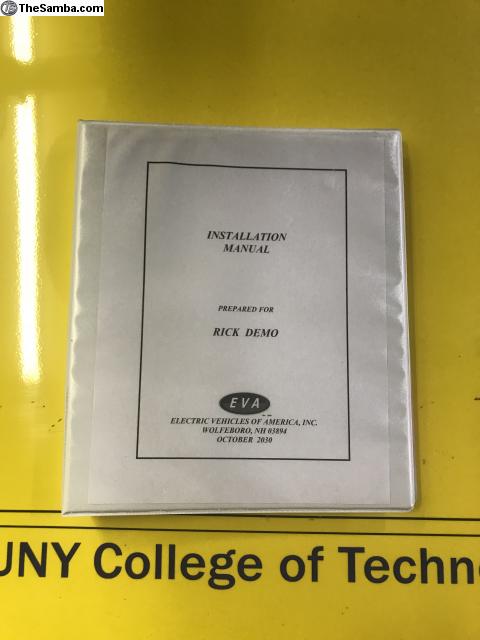 TheSamba.com
INSTALLATION
MANUAL
PREPARED FOR
RICK DEMO
EVA
ELECTRIC VEHICLES OF AMERICA, INC.
WOLFEBORO, NH 03894
OCTOBER 2030
UNY College of Techn